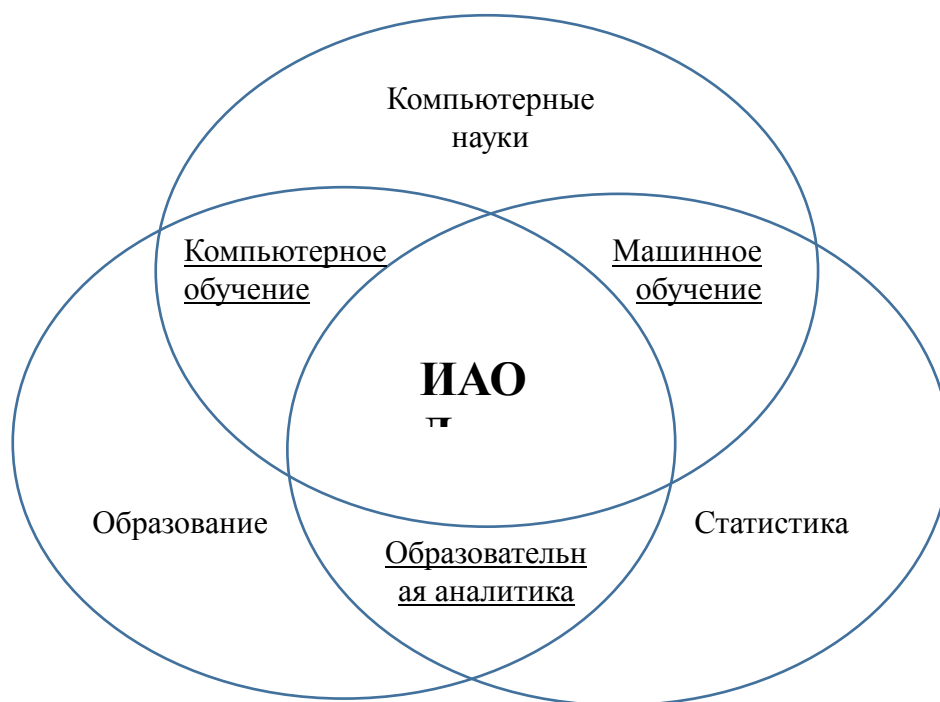 Компьютерные
науки
Компьютерное
обучение
Машинное
обучение
ИАО
Образование
Статистика
Образовательн
ая аналитика